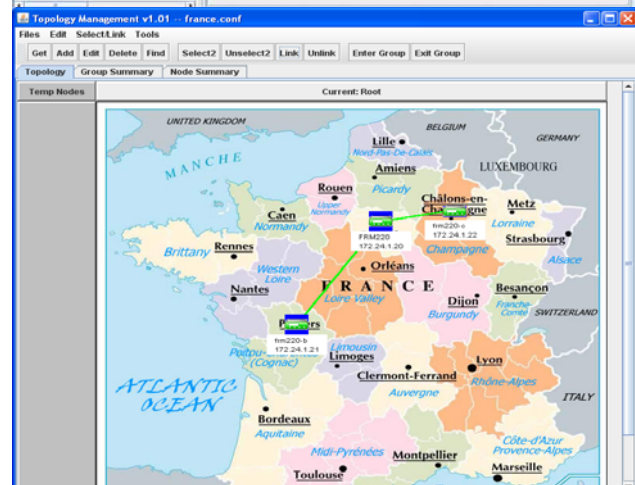 Topology Management v1.01 -- france.conf
Files Edit Select/Link Tools
Get Add Edit Delete Find Select2 Unselect2 Link Unlink Enter Group Exit Group
Topology Group Summary Node Summary
Temp Nodes Current: Root
UNITED KINGDOM
BELGIUM
GERMANY
Lille
Nord-Pas-De-Calais
MANCHE
LUXEMBOURG
Amiens
Picardy
Rouen
Upper Normandy
Châlons-en-
Metz
Lorraine
Caen
Normandy
FRM220
172.24.1.20
frm220-c
172.24.1.22
Champagne
Strasbourg
Alsace
Brittany
Rennes
Orléans
Western
Loire
FRANCE
Loire Valley
Nantes
Dijon
Burgundy
Besançon
Franche-
Comté
SWITZERLAND
frm220-b
172.24.1.21
(Cognac)
Limousin
Limoges
Clermont-Ferrand
Auvergne
Lyon
Rhône-Alpes
ATLANTIC
OCEAN
ITALY
Bordeaux
Aquitaine
Midi-Pyrénées
Toulouse
Montpellier
Côte-d'Azur
Provence-Alpes
Marseille